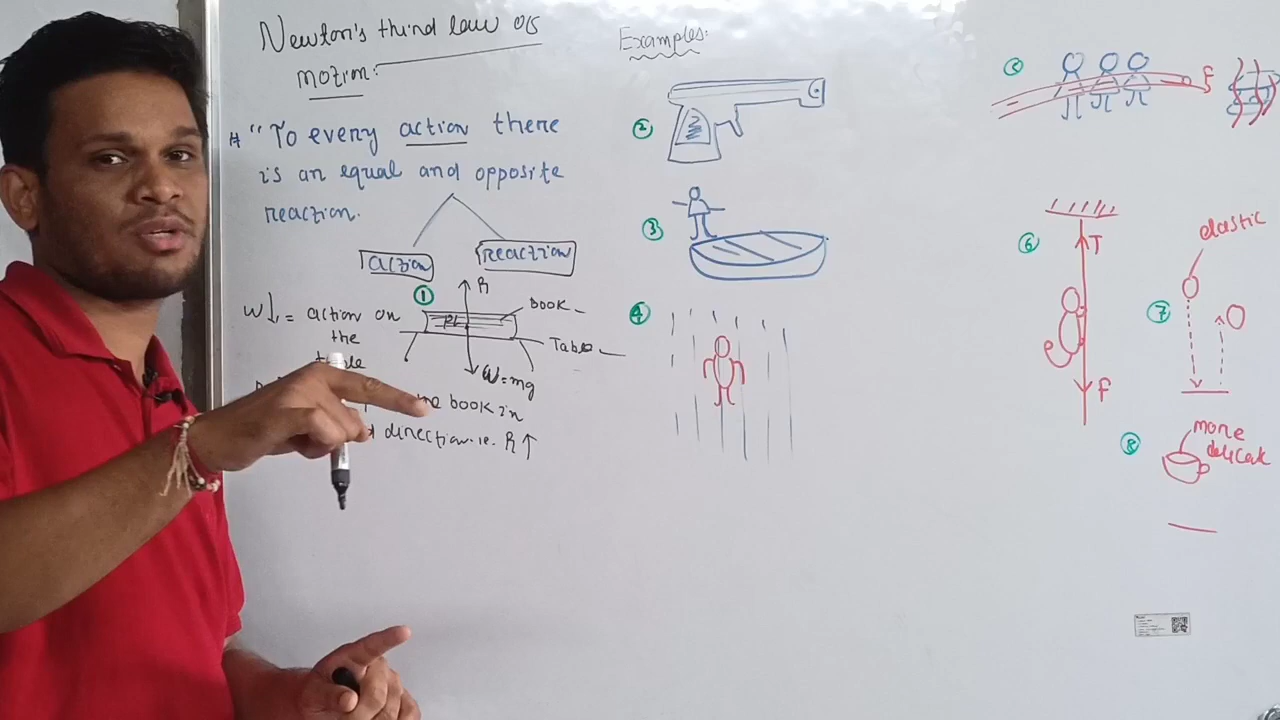 Newton's third law of
motion:
# "To every action there
is an equal and opposite
reaction.
action
reaction
W↓ = action on
the
table
the book in
direction i.e. R ↑
①
R
Book
Table
W=mg
Examples:
②
③
④
⑤
F
⑥
T
F
⑦
elastic
⑧
more
delicate